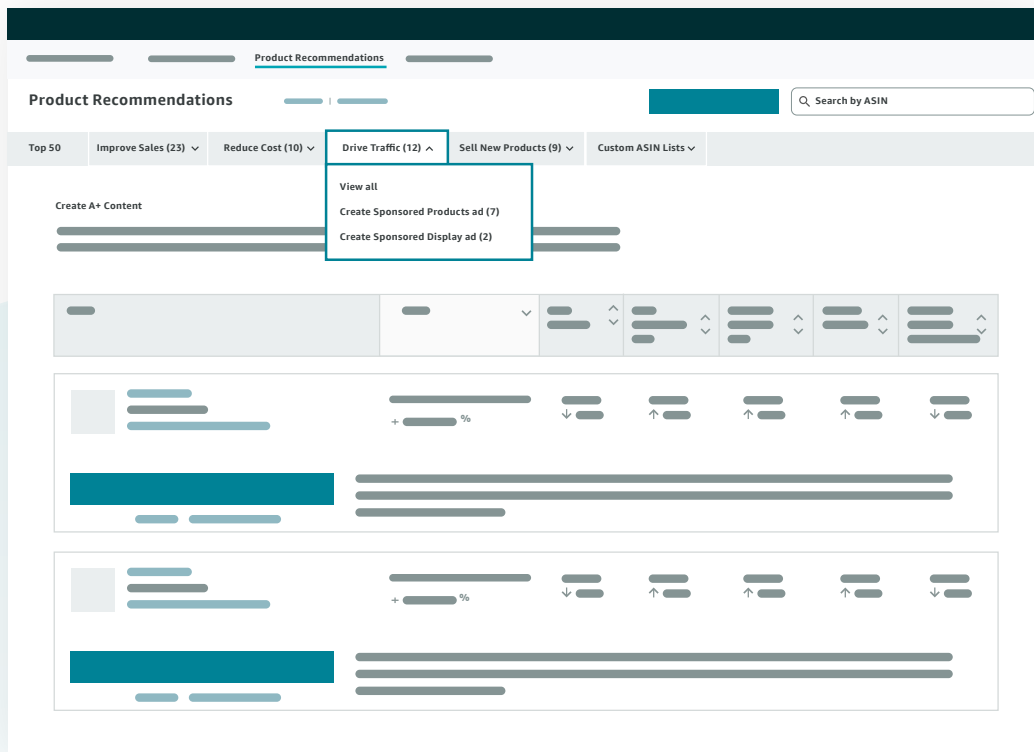 Product Recommendations
Product Recommendations
Search by ASIN
Top 50 Improve Sales (23) Reduce Cost (10) Drive Traffic (12) Sell New Products (9) Custom ASIN Lists
View all
Create A+ Content
Create Sponsored Products ad (7)
Create Sponsored Display ad (2)
+ %
+ %